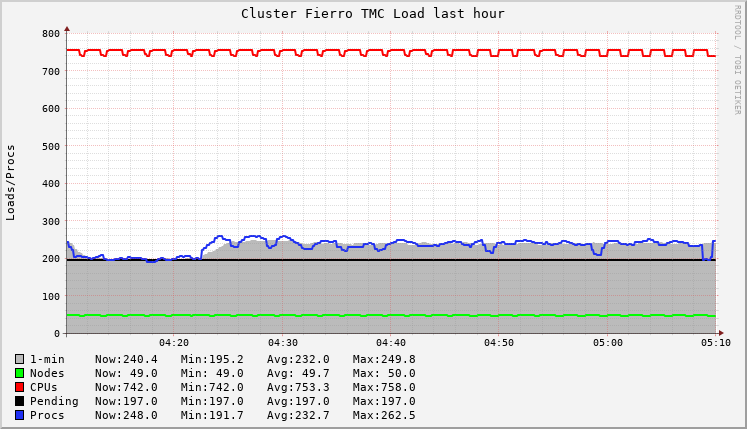 Cluster Fierro TMC Load last hour
RRDTOOL / TOBI OETIKER
Loads/Procs
800
700
600
500
400
300
200
100
0
04:20 04:30 04:40 04:50 05:00 05:10
1-min Now:240.4 Min:195.2 Avg:232.0 Max:249.8
Nodes Now: 49.0 Min: 49.0 Avg: 49.7 Max: 50.0
CPUs Now:742.0 Min:742.0 Avg:753.3 Max:758.0
Pending Now:197.0 Min:197.0 Avg:197.0 Max:197.0
Procs Now:248.0 Min:191.7 Avg:232.7 Max:262.5